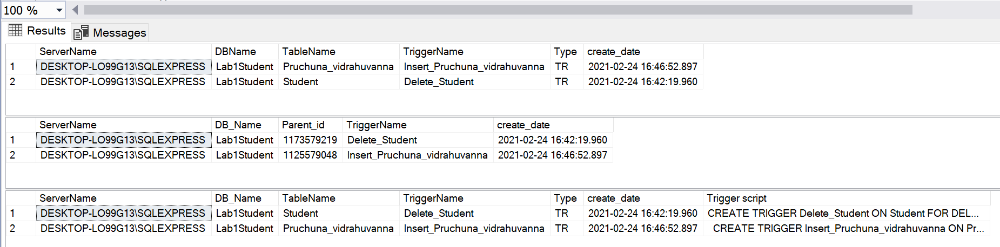 100 %
Results Messages
ServerName DBName TableName TriggerName Type create_date
1 DESKTOP-LO99G13\SQLEXPRESS Lab1Student Pruchuna_vidrahuvanna Insert_Pruchuna_vidrahuvanna TR 2021-02-24 16:46:52.897
2 DESKTOP-LO99G13\SQLEXPRESS Lab1Student Student Delete_Student TR 2021-02-24 16:42:19.960
ServerName DB_Name Parent_id TriggerName create_date
1 DESKTOP-LO99G13\SQLEXPRESS Lab1Student 1173579219 Delete_Student 2021-02-24 16:42:19.960
2 DESKTOP-LO99G13\SQLEXPRESS Lab1Student 1125579048 Insert_Pruchuna_vidrahuvanna 2021-02-24 16:46:52.897
ServerName DB_Name TableName TriggerName Type create_date Trigger script
1 DESKTOP-LO99G13\SQLEXPRESS Lab1Student Student Delete_Student TR 2021-02-24 16:42:19.960 CREATE TRIGGER Delete_Student ON Student FOR DEL...
2 DESKTOP-LO99G13\SQLEXPRESS Lab1Student Pruchuna_vidrahuvanna Insert_Pruchuna_vidrahuvanna TR 2021-02-24 16:46:52.897 CREATE TRIGGER Insert_Pruchuna_vidrahuvanna ON Pr...